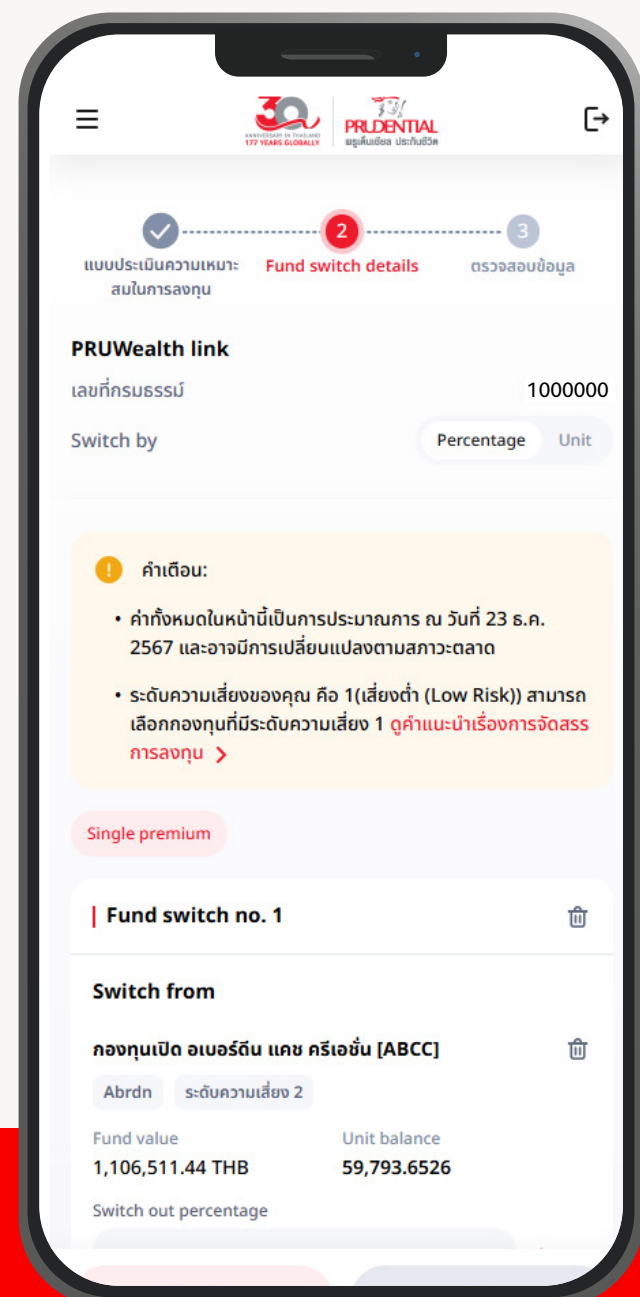 30
ANNIVERSARY IN THAILAND
177 YEARS GLOBALLY
PRUDENTIAL
พรูเด็นเชียล ประกันชีวิต
2
3
แบบประเมินความเหมาะ
สมในการลงทุน
Fund switch details
ตรวจสอบข้อมูล
PRUWealth link
เลขที่กรมธรรม์ 1000000
Switch by Percentage Unit
! คำเตือน:
• ค่าทั้งหมดในหน้านี้เป็นการประมาณการ ณ วันที่ 23 ธ.ค.
2567 และอาจมีการเปลี่ยนแปลงตามสภาวะตลาด
• ระดับความเสี่ยงของคุณ คือ 1(เสี่ยงต่ำ (Low Risk)) สามารถ
เลือกกองทุนที่มีระดับความเสี่ยง 1 ดูคำแนะนำเรื่องการจัดสรร
การลงทุน >
Single premium
Fund switch no. 1
Switch from
กองทุนเปิด อเบอร์ดีน แคช ครีเอชั่น [ABCC]
Abrdn ระดับความเสี่ยง 2
Fund value Unit balance
1,106,511.44 THB 59,793.6526
Switch out percentage